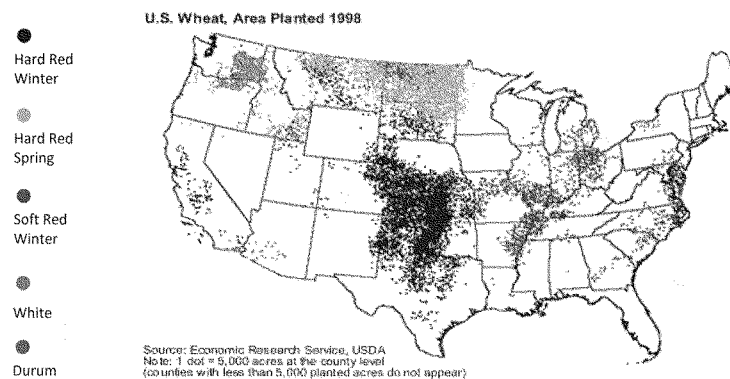 U.S. Wheat, Area Planted 1998
Hard Red
Winter
Hard Red
Spring
Soft Red
Winter
White
Durum
Source: Economic Research Service, USDA
Note: 1 dot = 5,000 acres at the county level
(counties with less than 5,000 planted acres do not appear)